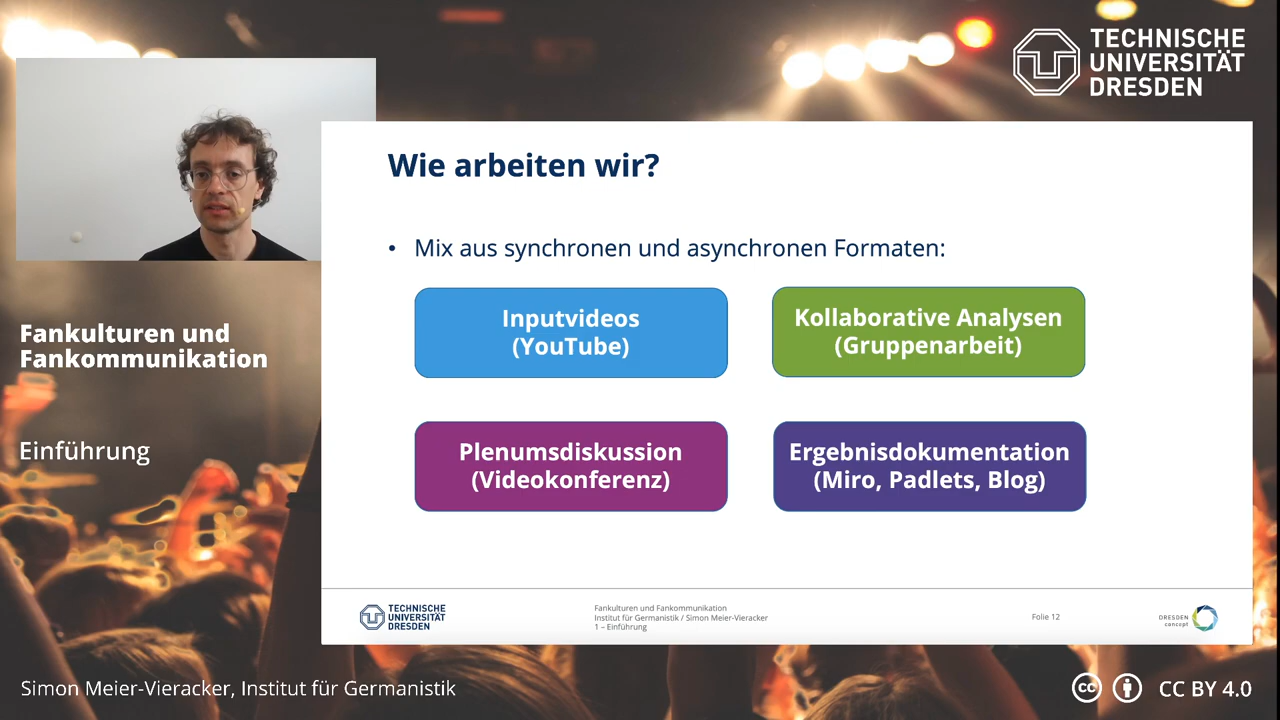 TECHNISCHE
UNIVERSITÄT
DRESDEN
Wie arbeiten wir?
• Mix aus synchronen und asynchronen Formaten:
Inputvideos
(YouTube)
Kollaborative Analysen
(Gruppenarbeit)
Plenumsdiskussion
(Videokonferenz)
Ergebnisdokumentation
(Miro, Padlets, Blog)
Fankulturen und
Fankommunikation
Einführung
TECHNISCHE
UNIVERSITÄT
DRESDEN
Fankulturen und Fankommunikation
Institut für Germanistik / Simon Meier-Vieracker
1 – Einführung
Folie 12
DRESDEN
concept
Simon Meier-Vieracker, Institut für Germanistik
cc
CC BY 4.0